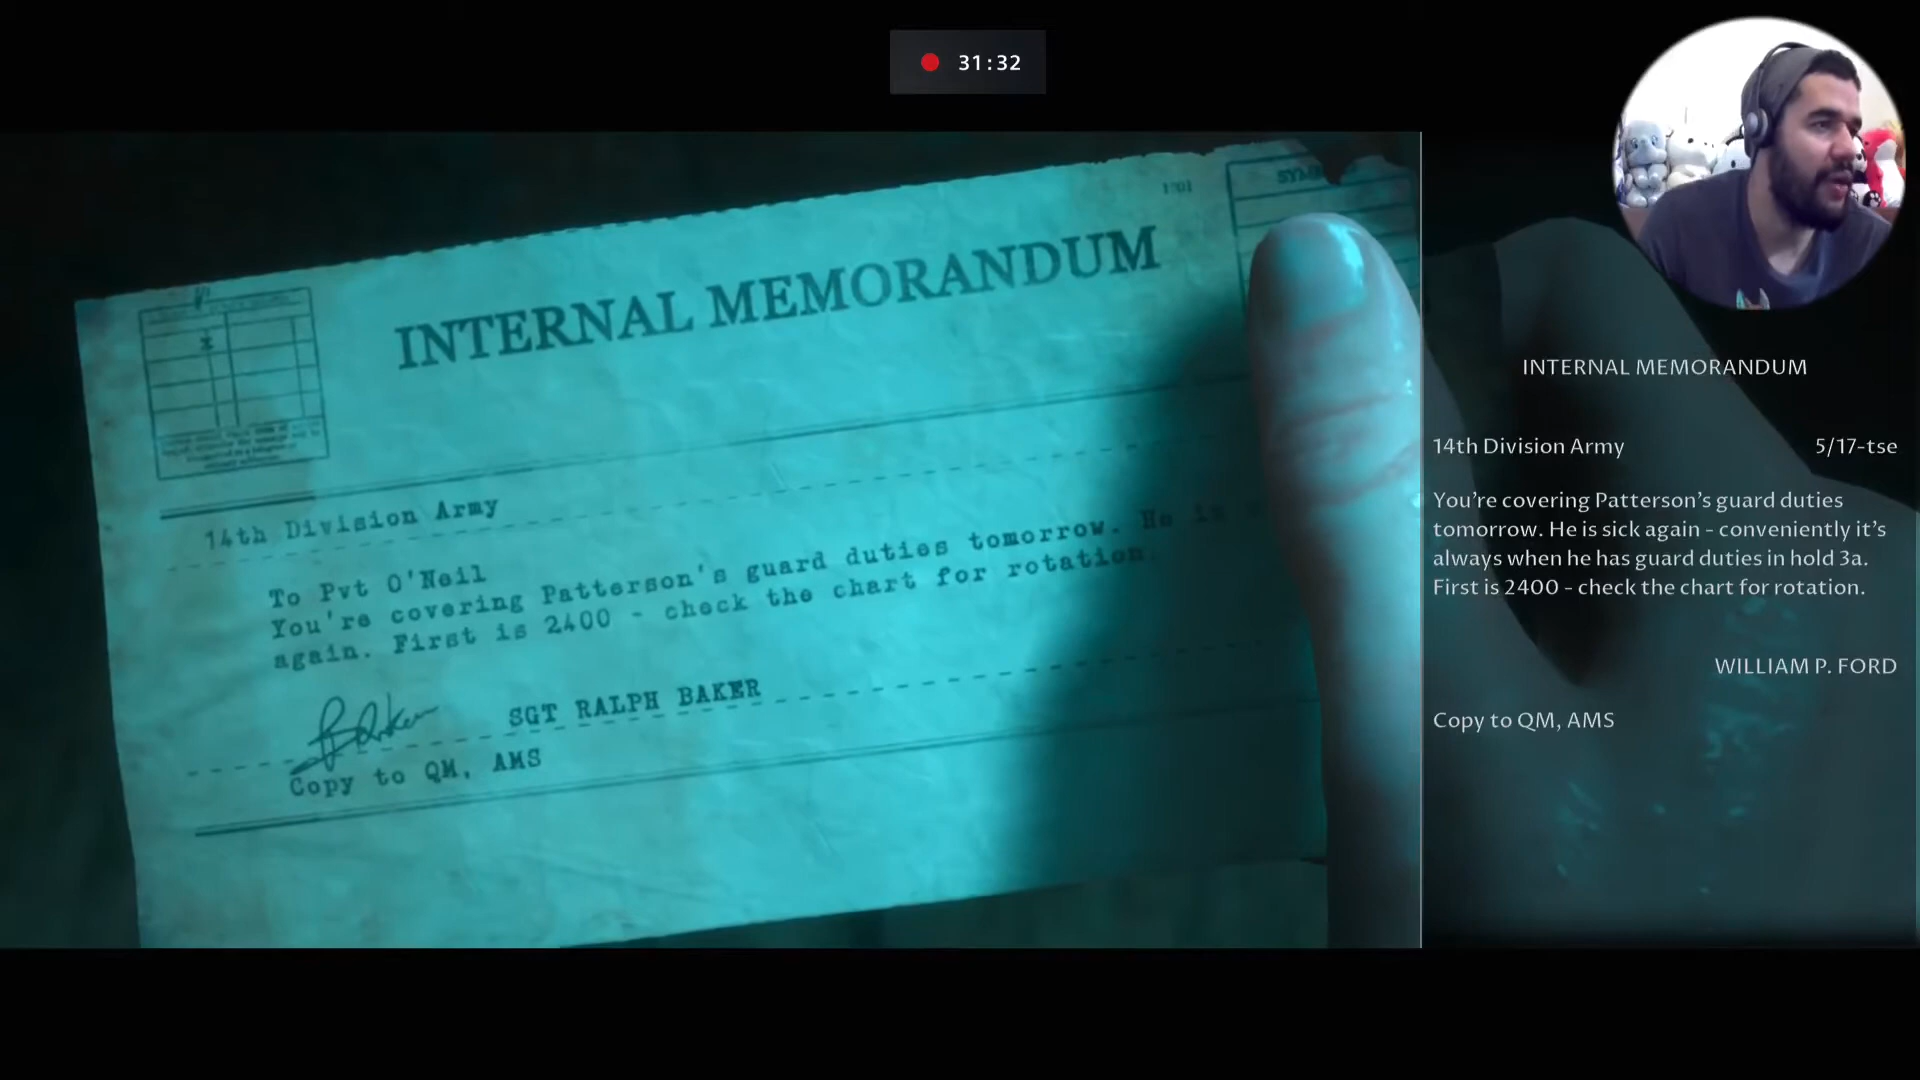 31:32
INTERNAL MEMORANDUM
14th Division Army
To Pvt O'Neil
You're covering Patterson's guard duties tomorrow. He is
again. First is 2400 - check the chart for rotation.
SGT RALPH BAKER
Copy to QM, AMS
INTERNAL MEMORANDUM
14th Division Army 5/17-tse
You're covering Patterson's guard duties
tomorrow. He is sick again - conveniently it's
always when he has guard duties in hold 3a.
First is 2400 - check the chart for rotation.
WILLIAM P. FORD
Copy to QM, AMS